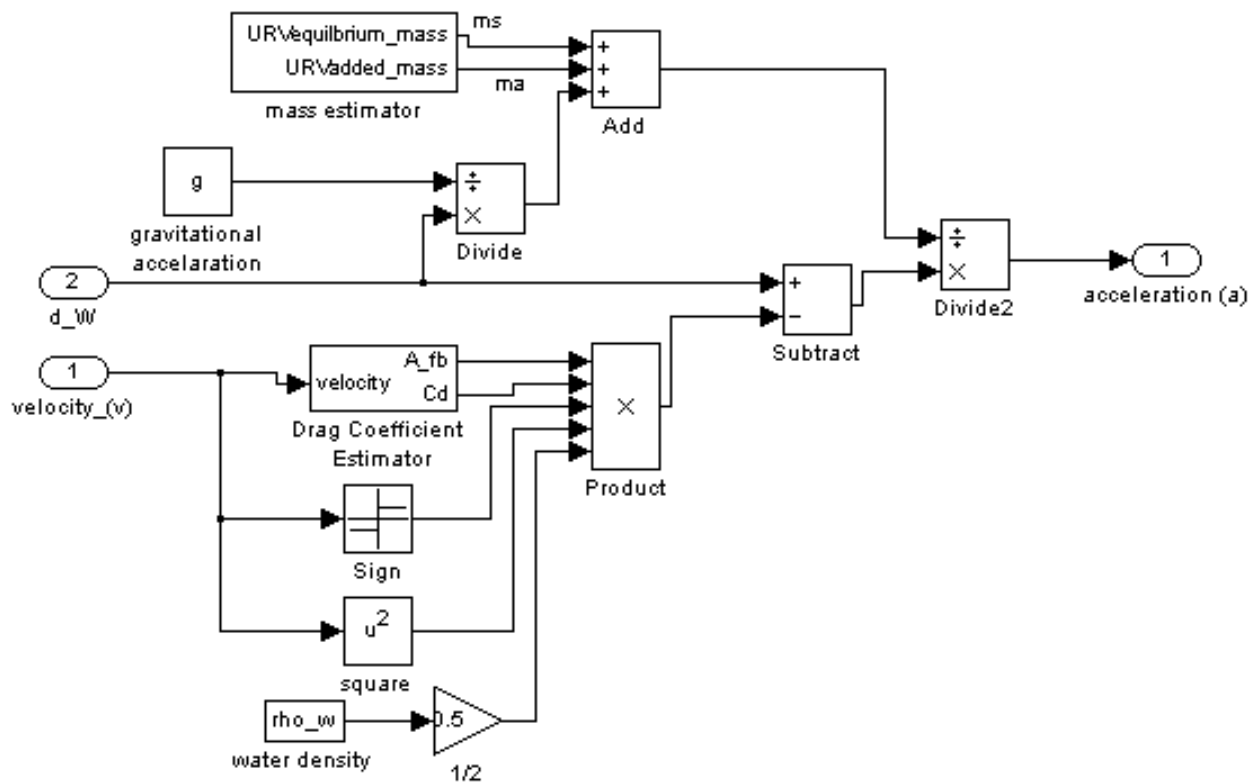 ms
URV\equilbrium_mass
URV\added_mass
ma
mass estimator
+
+
+
Add
g
gravitational
accelaration
÷
×
Divide
2
d_W
÷
×
Divide2
1
acceleration (a)
+
−
Subtract
1
velocity_(v)
velocity
A_fb
Cd
Drag Coefficient
Estimator
×
Product
Sign
u2
square
rho_w
water density
0.5
1/2